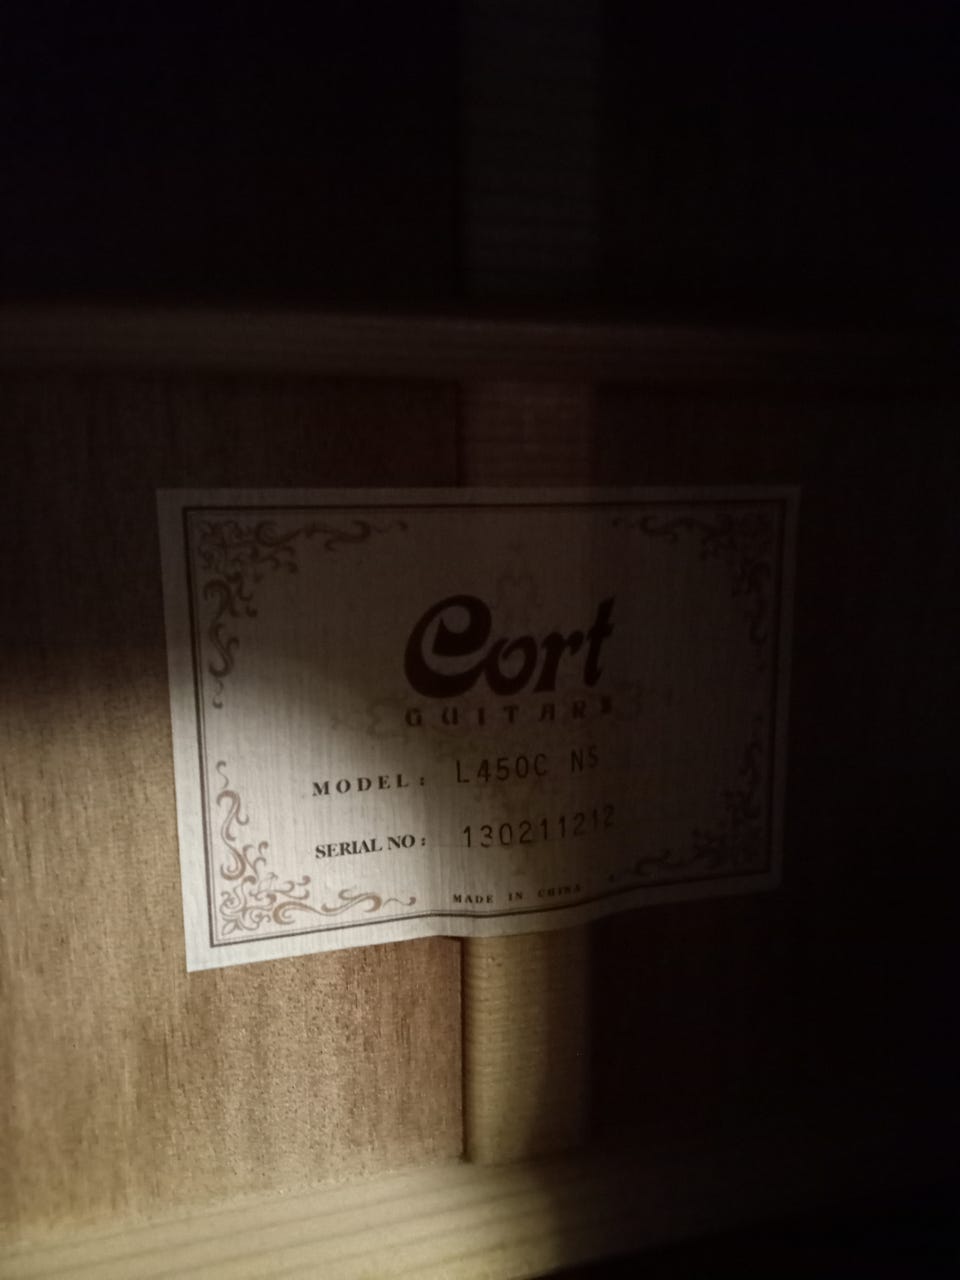 Cort
GUITARS
MODEL: L450C NS
SERIAL NO: 130211212
MADE IN CHINA